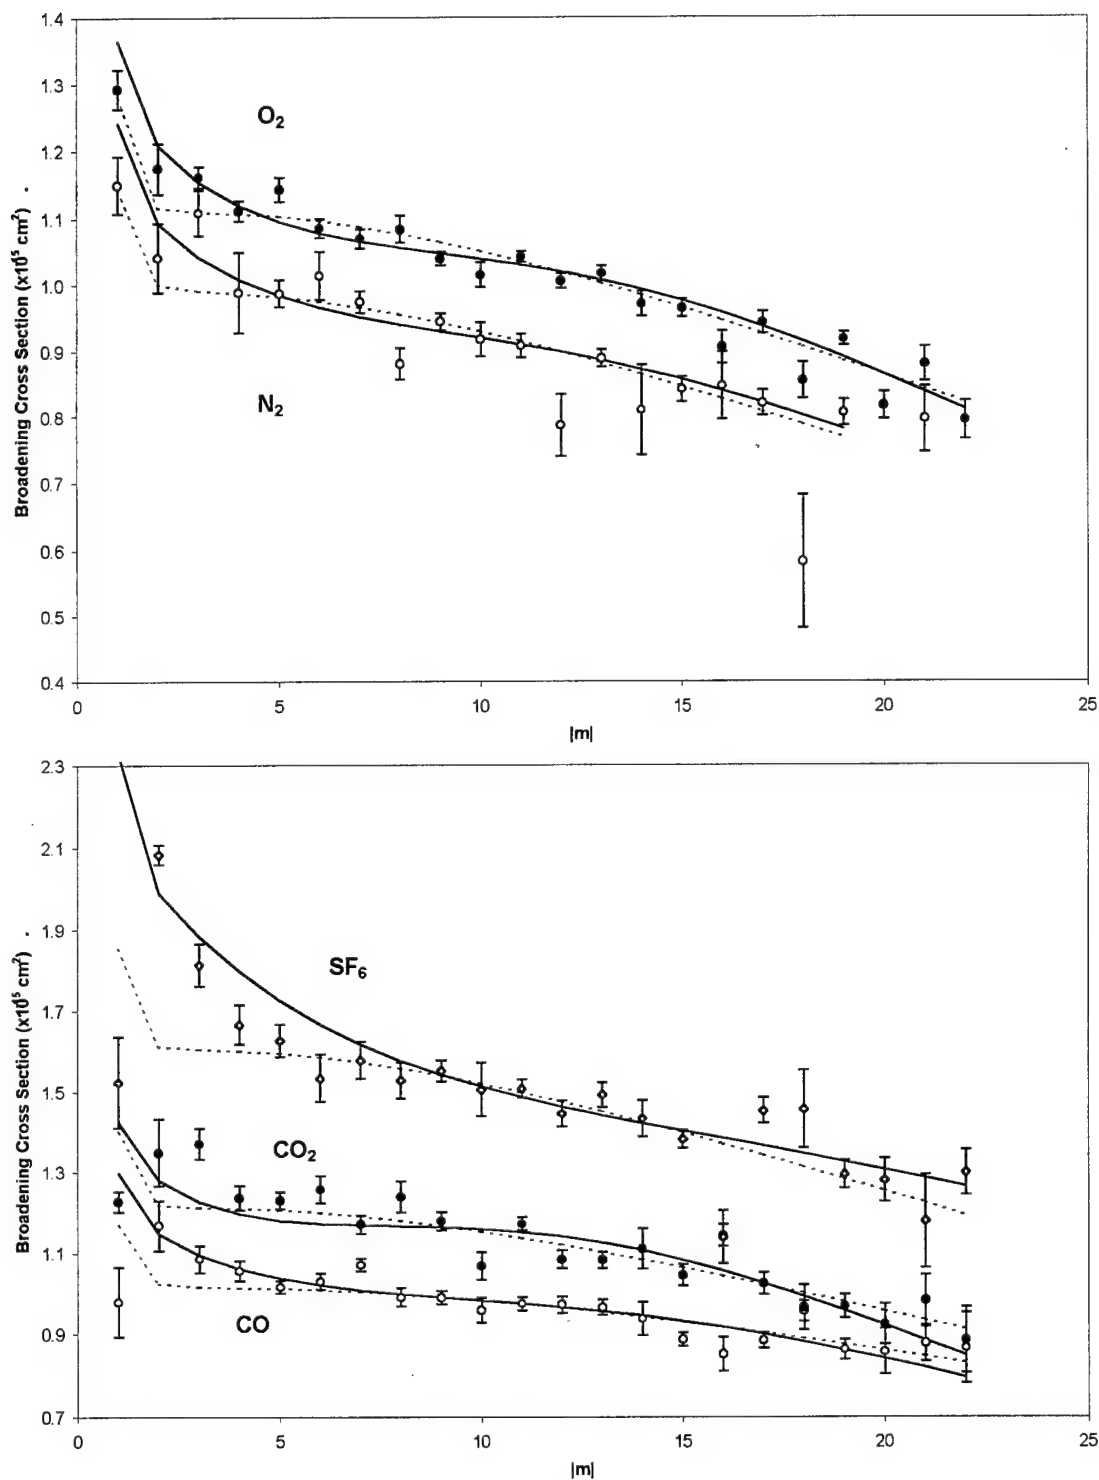 1.4
1.3
1.2
1.1
1.0
0.9
0.8
0.7
0.6
0.5
0.4
Broadening Cross Section (x10⁵ cm²)
O₂
N₂
0 5 10 15 20 25
|m|
2.3
2.1
1.9
1.7
1.5
1.3
1.1
0.9
0.7
Broadening Cross Section (x10⁵ cm²)
SF₆
CO₂
CO
0 5 10 15 20 25
|m|